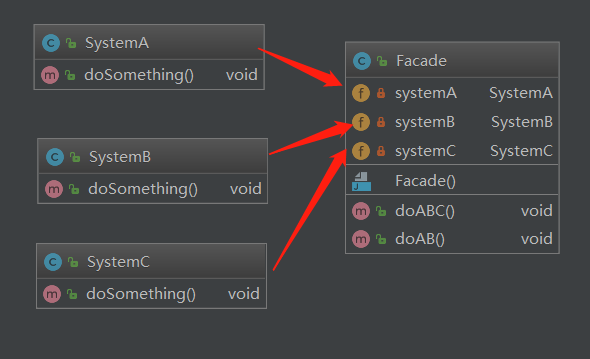 SystemA
doSomething() void
SystemB
doSomething() void
SystemC
doSomething() void
Facade
systemA SystemA
systemB SystemB
systemC SystemC
Facade()
doABC() void
doAB() void